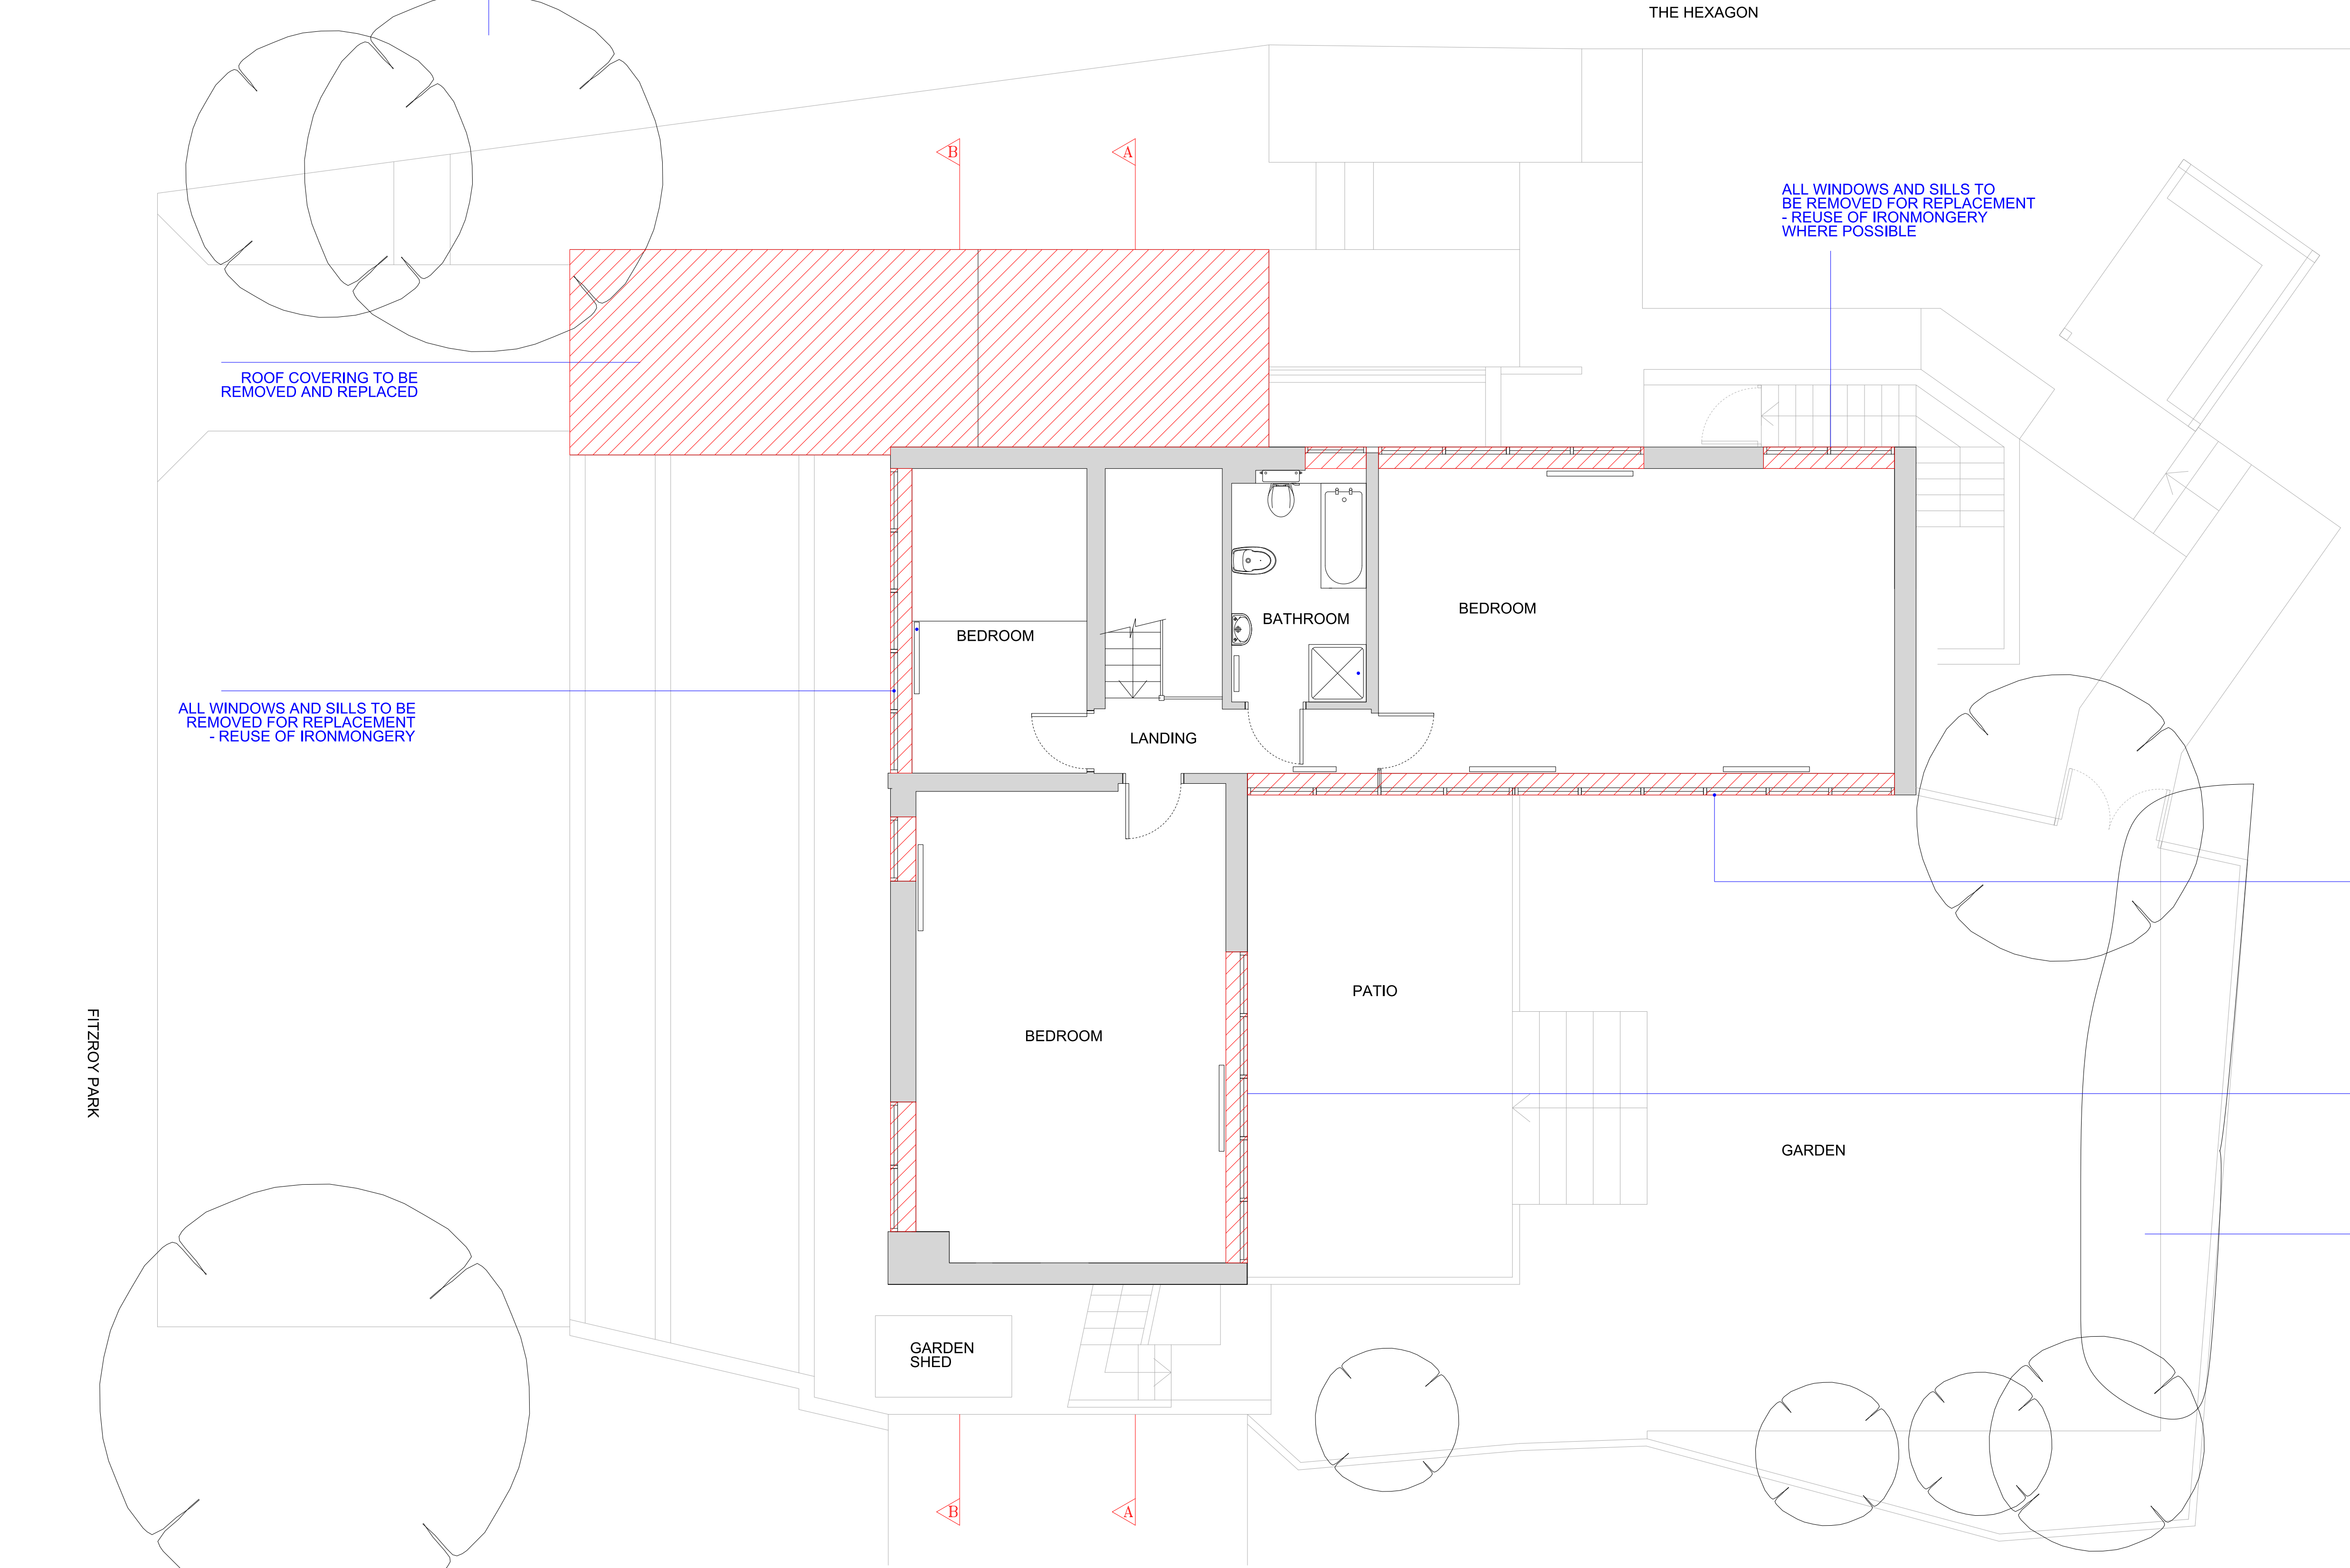 THE HEXAGON
B
A
ALL WINDOWS AND SILLS TO
BE REMOVED FOR REPLACEMENT
- REUSE OF IRONMONGERY
WHERE POSSIBLE
ROOF COVERING TO BE
REMOVED AND REPLACED
BEDROOM
BATHROOM
BEDROOM
ALL WINDOWS AND SILLS TO BE
REMOVED FOR REPLACEMENT
- REUSE OF IRONMONGERY
LANDING
PATIO
BEDROOM
FITZROY PARK
GARDEN
GARDEN
SHED
B
A